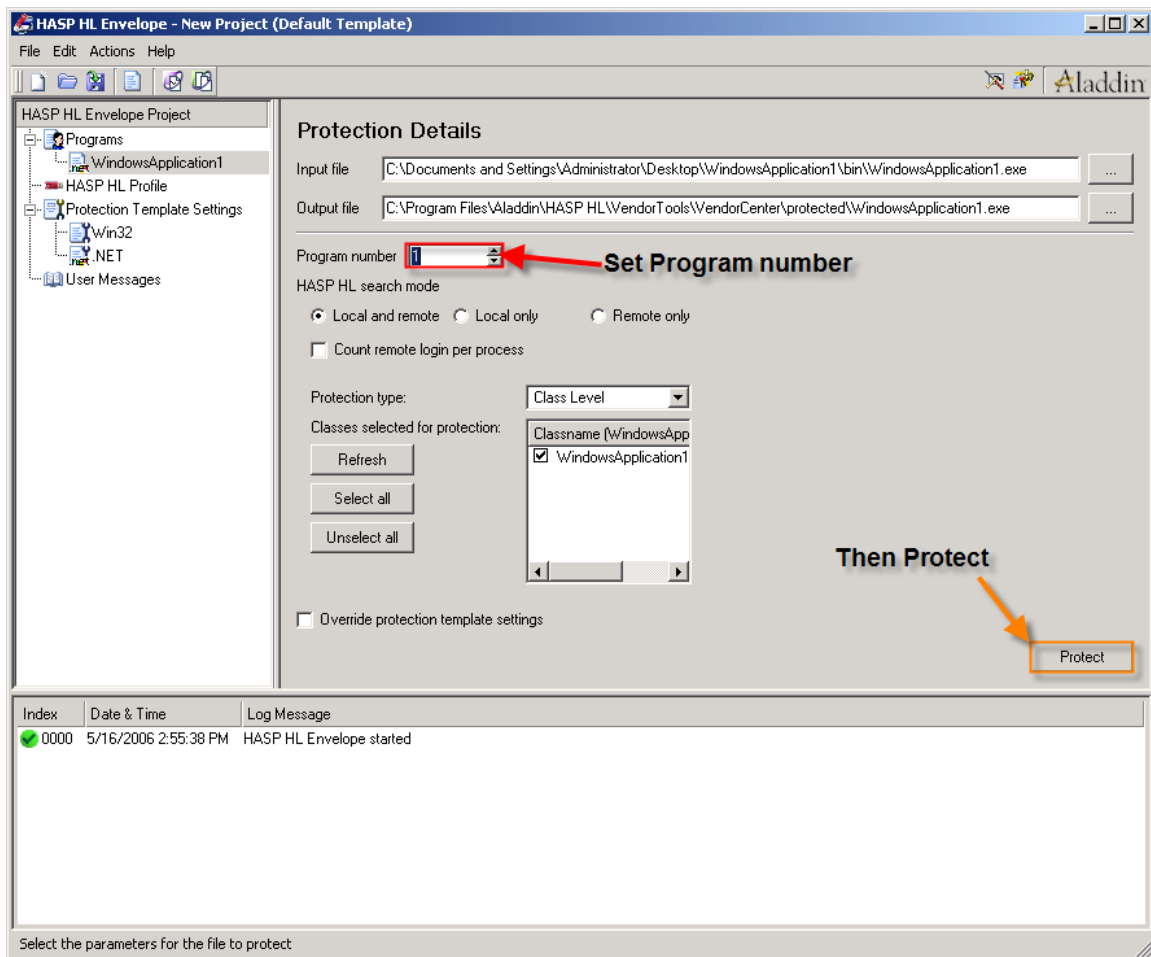 HASP HL Envelope - New Project (Default Template)
File Edit Actions Help
Aladdin
HASP HL Envelope Project
Programs
WindowsApplication1
HASP HL Profile
Protection Template Settings
Win32
.NET
User Messages
Protection Details
Input file C:\Documents and Settings\Administrator\Desktop\WindowsApplication1\bin\WindowsApplication1.exe ...
Output file C:\Program Files\Aladdin\HASP HL\VendorTools\VendorCenter\protected\WindowsApplication1.exe ...
Program number 1
Set Program number
HASP HL search mode
Local and remote Local only Remote only
Count remote login per process
Protection type: Class Level
Classes selected for protection:
Classname (WindowsApp
WindowsApplication1
Refresh
Select all
Unselect all
Then Protect
Override protection template settings
Protect
Index Date & Time Log Message
0000 5/16/2006 2:55:38 PM HASP HL Envelope started
Select the parameters for the file to protect